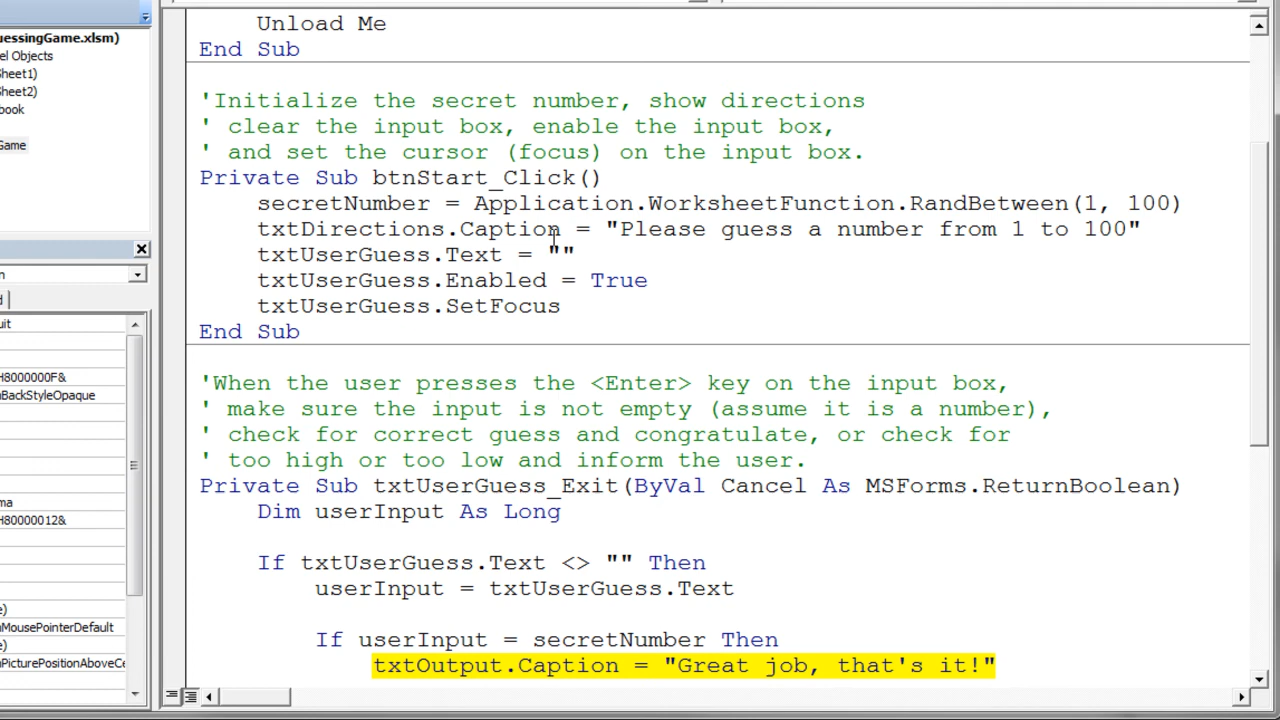 Unload Me
End Sub
'Initialize the secret number, show directions
' clear the input box, enable the input box,
' and set the cursor (focus) on the input box.
Private Sub btnStart_Click()
secretNumber = Application.WorksheetFunction.RandBetween(1, 100)
txtDirections.Caption = "Please guess a number from 1 to 100"
txtUserGuess.Text = ""
txtUserGuess.Enabled = True
txtUserGuess.SetFocus
End Sub
'When the user presses the <Enter> key on the input box,
' make sure the input is not empty (assume it is a number),
' check for correct guess and congratulate, or check for
' too high or too low and inform the user.
Private Sub txtUserGuess_Exit(ByVal Cancel As MSForms.ReturnBoolean)
Dim userInput As Long
If txtUserGuess.Text <> "" Then
userInput = txtUserGuess.Text
If userInput = secretNumber Then
txtOutput.Caption = "Great job, that's it!"
uessingGame.xlsm)
el Objects
Sheet1)
Sheet2)
book
Game
n
d
uit
H8000000F&
mBackStyleOpaque
ma
H80000012&
e)
mMousePointerDefault
e)
mPicturePositionAboveCe